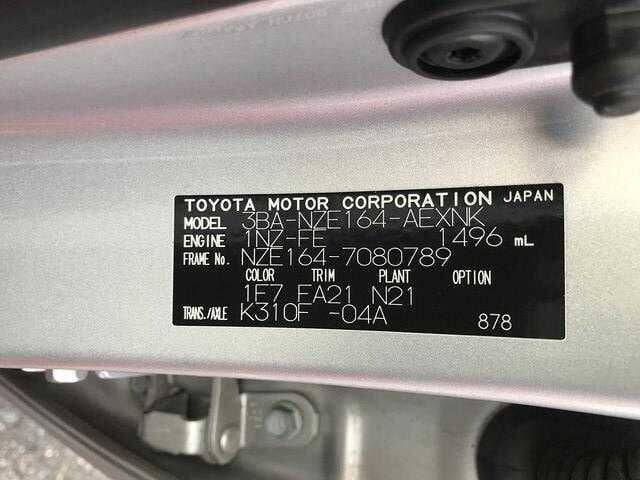 TOYOTA MOTOR CORPORATION JAPAN
MODEL 3BA-NZE164-AEXNK
ENGINE 1NZ-FE 1496 mL
FRAME No. NZE164-7080789
COLOR TRIM PLANT OPTION
1E7 FA21 N21
TRANS./AXLE K310F -04A 878